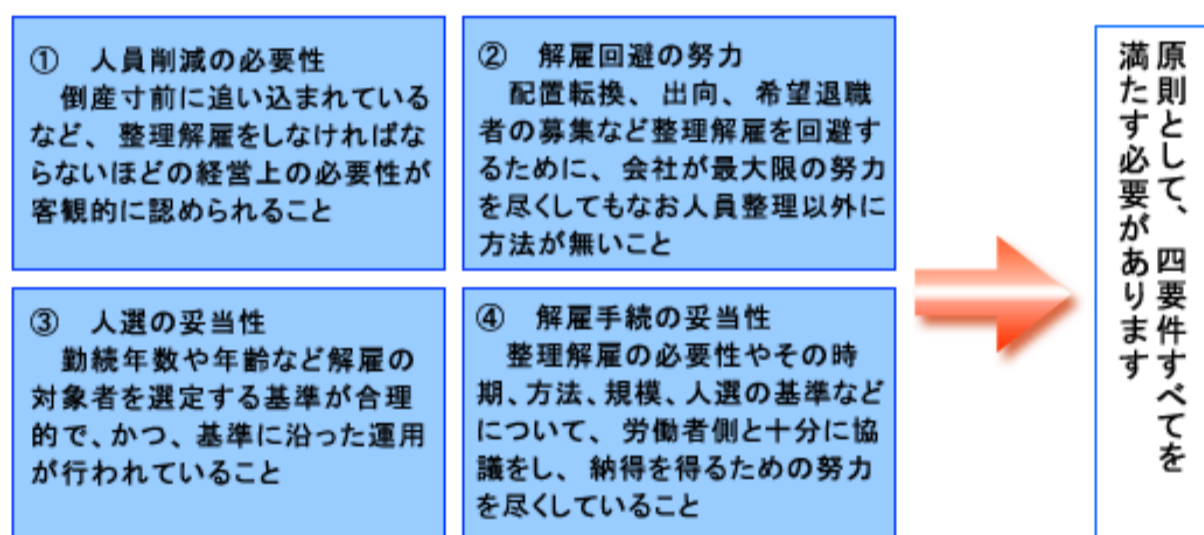 ① 人員削減の必要性
倒産寸前に追い込まれている
など、整理解雇をしなければな
らないほどの経営上の必要性が
客観的に認められること
② 解雇回避の努力
配置転換、出向、希望退職
者の募集など整理解雇を回避す
るために、会社が最大限の努力
を尽くしてもなお人員整理以外に
方法が無いこと
③ 人選の妥当性
勤続年数や年齢など解雇の
対象者を選定する基準が合理
的で、かつ、基準に沿った運用
が行われていること
④ 解雇手続の妥当性
整理解雇の必要性やその時
期、方法、規模、人選の基準など
について、労働者側と十分に協
議をし、納得を得るための努力
を尽くしていること
原則として、四要件すべてを
満たす必要があります